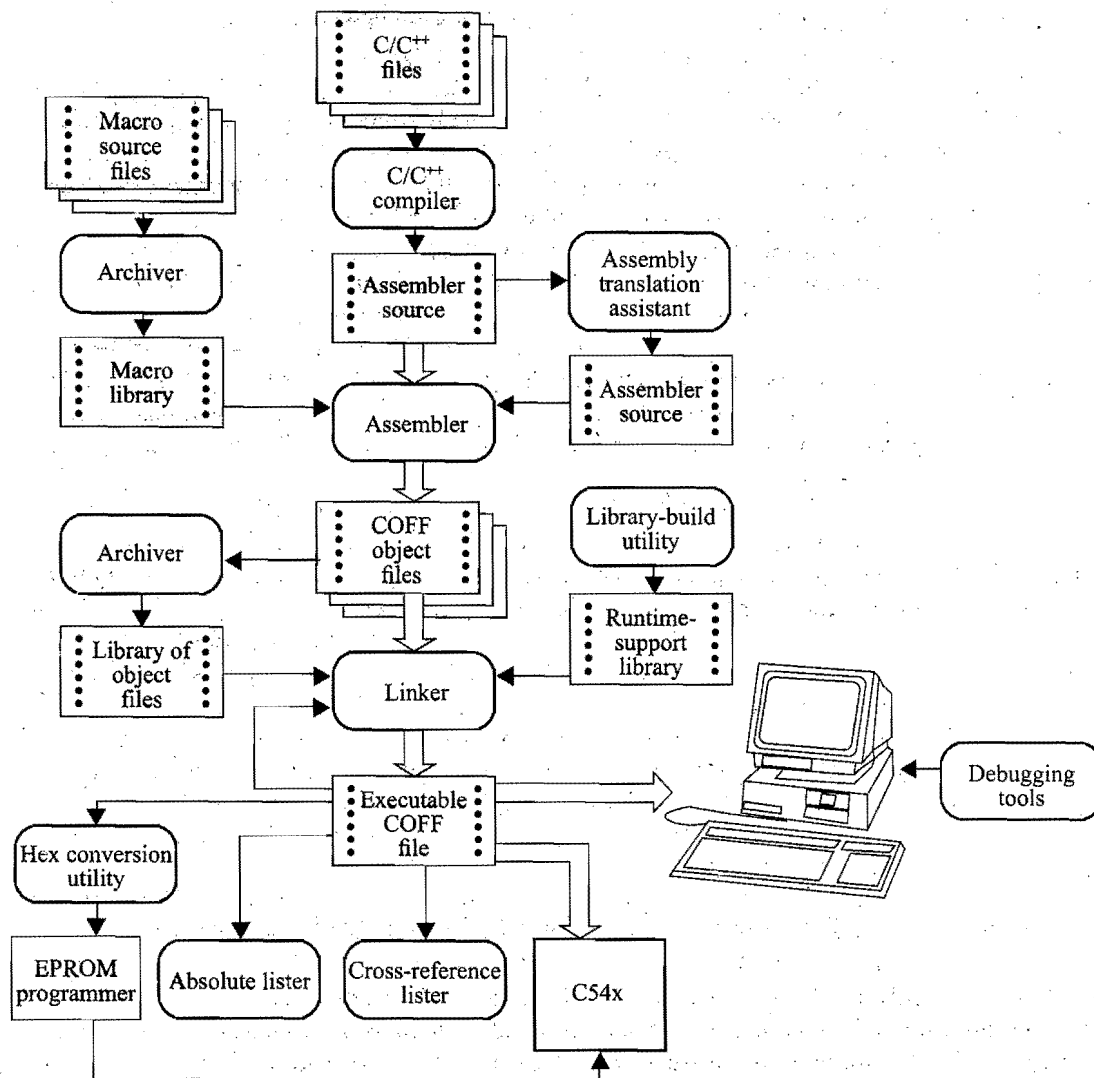 C/C++
files
Macro
source
files
C/C++
compiler
Archiver
Assembler
source
Assembly
translation
assistant
Macro
library
Assembler
Assembler
source
Archiver
COFF
object
files
Library-build
utility
Library of
object
files
Linker
Runtime-
support
library
Executable
COFF
file
Debugging
tools
Hex conversion
utility
EPROM
programmer
Absolute lister
Cross-reference
lister
C54x